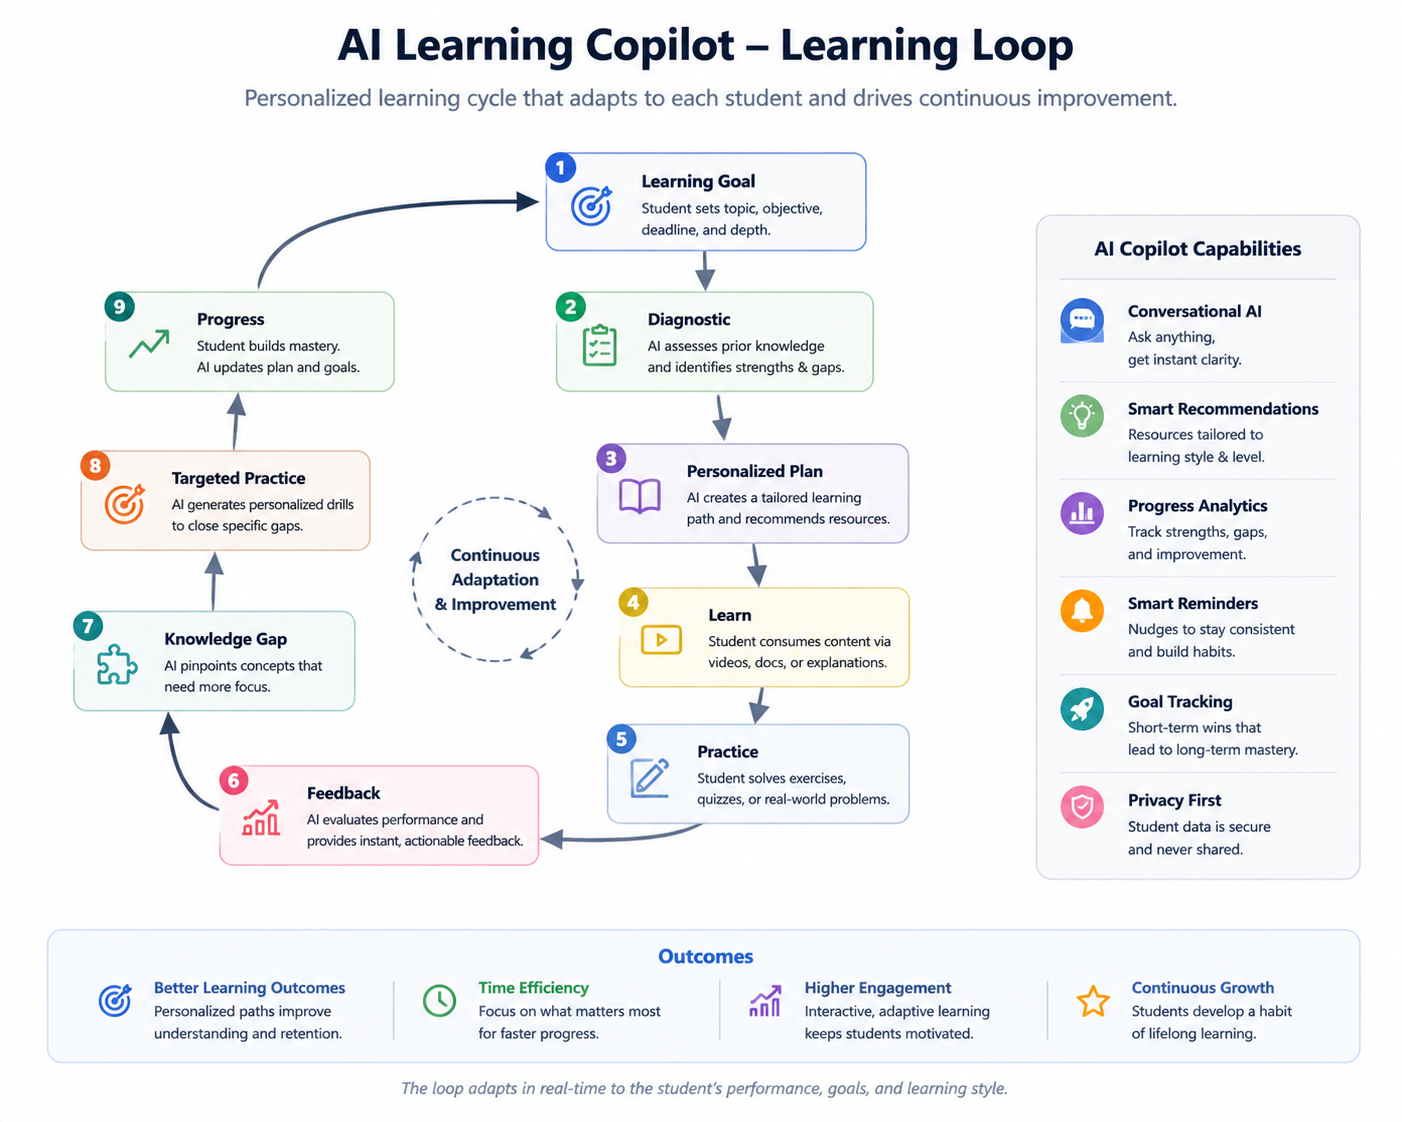 AI Learning Copilot – Learning Loop
Personalized learning cycle that adapts to each student and drives continuous improvement.
1
Learning Goal
Student sets topic, objective,
deadline, and depth.
2
Diagnostic
AI assesses prior knowledge
and identifies strengths & gaps.
3
Personalized Plan
AI creates a tailored learning
path and recommends resources.
4
Learn
Student consumes content via
videos, docs, or explanations.
5
Practice
Student solves exercises,
quizzes, or real-world problems.
6
Feedback
AI evaluates performance and
provides instant, actionable feedback.
7
Knowledge Gap
AI pinpoints concepts that
need more focus.
8
Targeted Practice
AI generates personalized drills
to close specific gaps.
9
Progress
Student builds mastery.
AI updates plan and goals.
Continuous
Adaptation
& Improvement
AI Copilot Capabilities
Conversational AI
Ask anything,
get instant clarity.
Smart Recommendations
Resources tailored to
learning style & level.
Progress Analytics
Track strengths, gaps,
and improvement.
Smart Reminders
Nudges to stay consistent
and build habits.
Goal Tracking
Short-term wins that
lead to long-term mastery.
Privacy First
Student data is secure
and never shared.
Outcomes
Better Learning Outcomes
Personalized paths improve
understanding and retention.
Time Efficiency
Focus on what matters most
for faster progress.
Higher Engagement
Interactive, adaptive learning
keeps students motivated.
Continuous Growth
Students develop a habit
of lifelong learning.
The loop adapts in real-time to the student's performance, goals, and learning style.